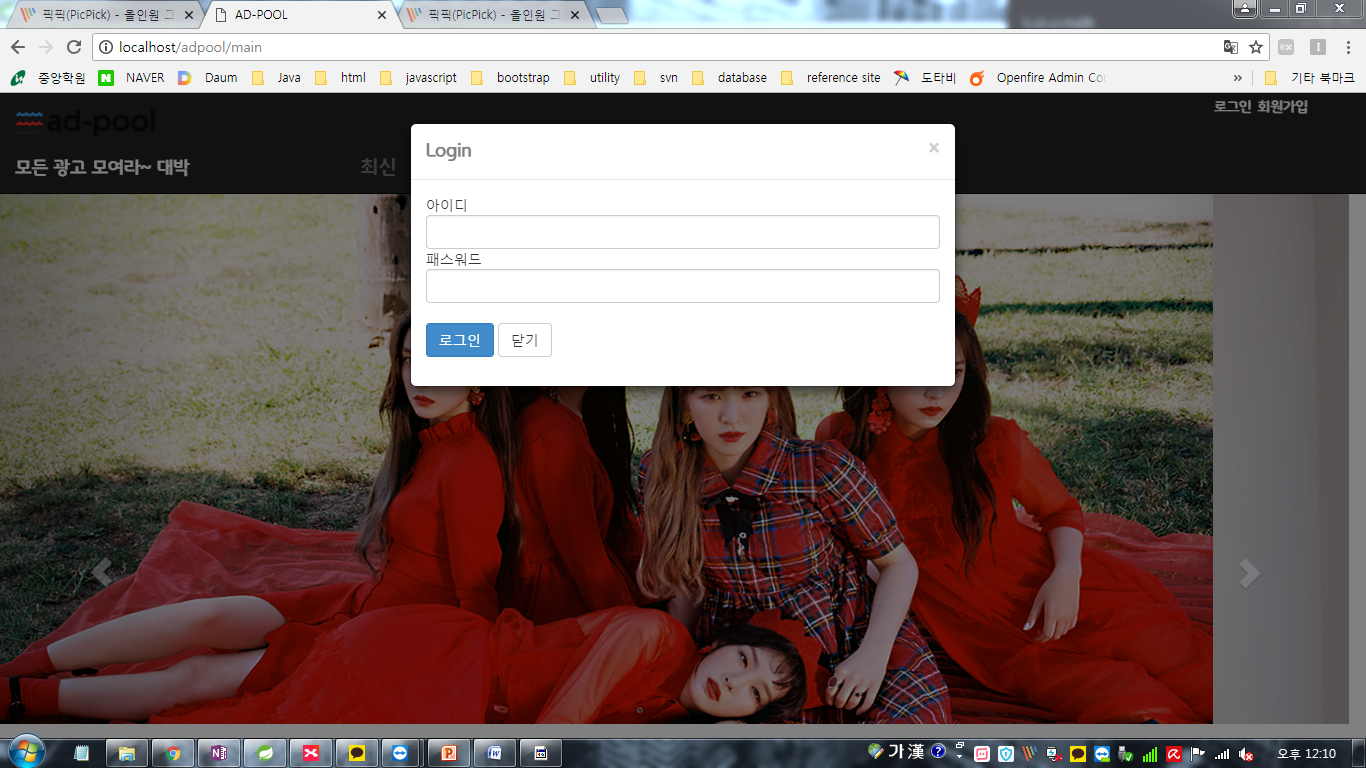 픽픽(PicPick) - 올인원 그
AD-POOL
픽픽(PicPick) - 올인원 그
localhost/adpool/main
중앙학원 NAVER Daum Java html javascript bootstrap utility svn database reference site 도타비 Openfire Admin Co » 기타 북마크
ad-pool
로그인 회원가입
모든 광고 모여라~ 대박
최신
Login ×
아이디
패스워드
로그인 닫기
가 漢
오후 12:10